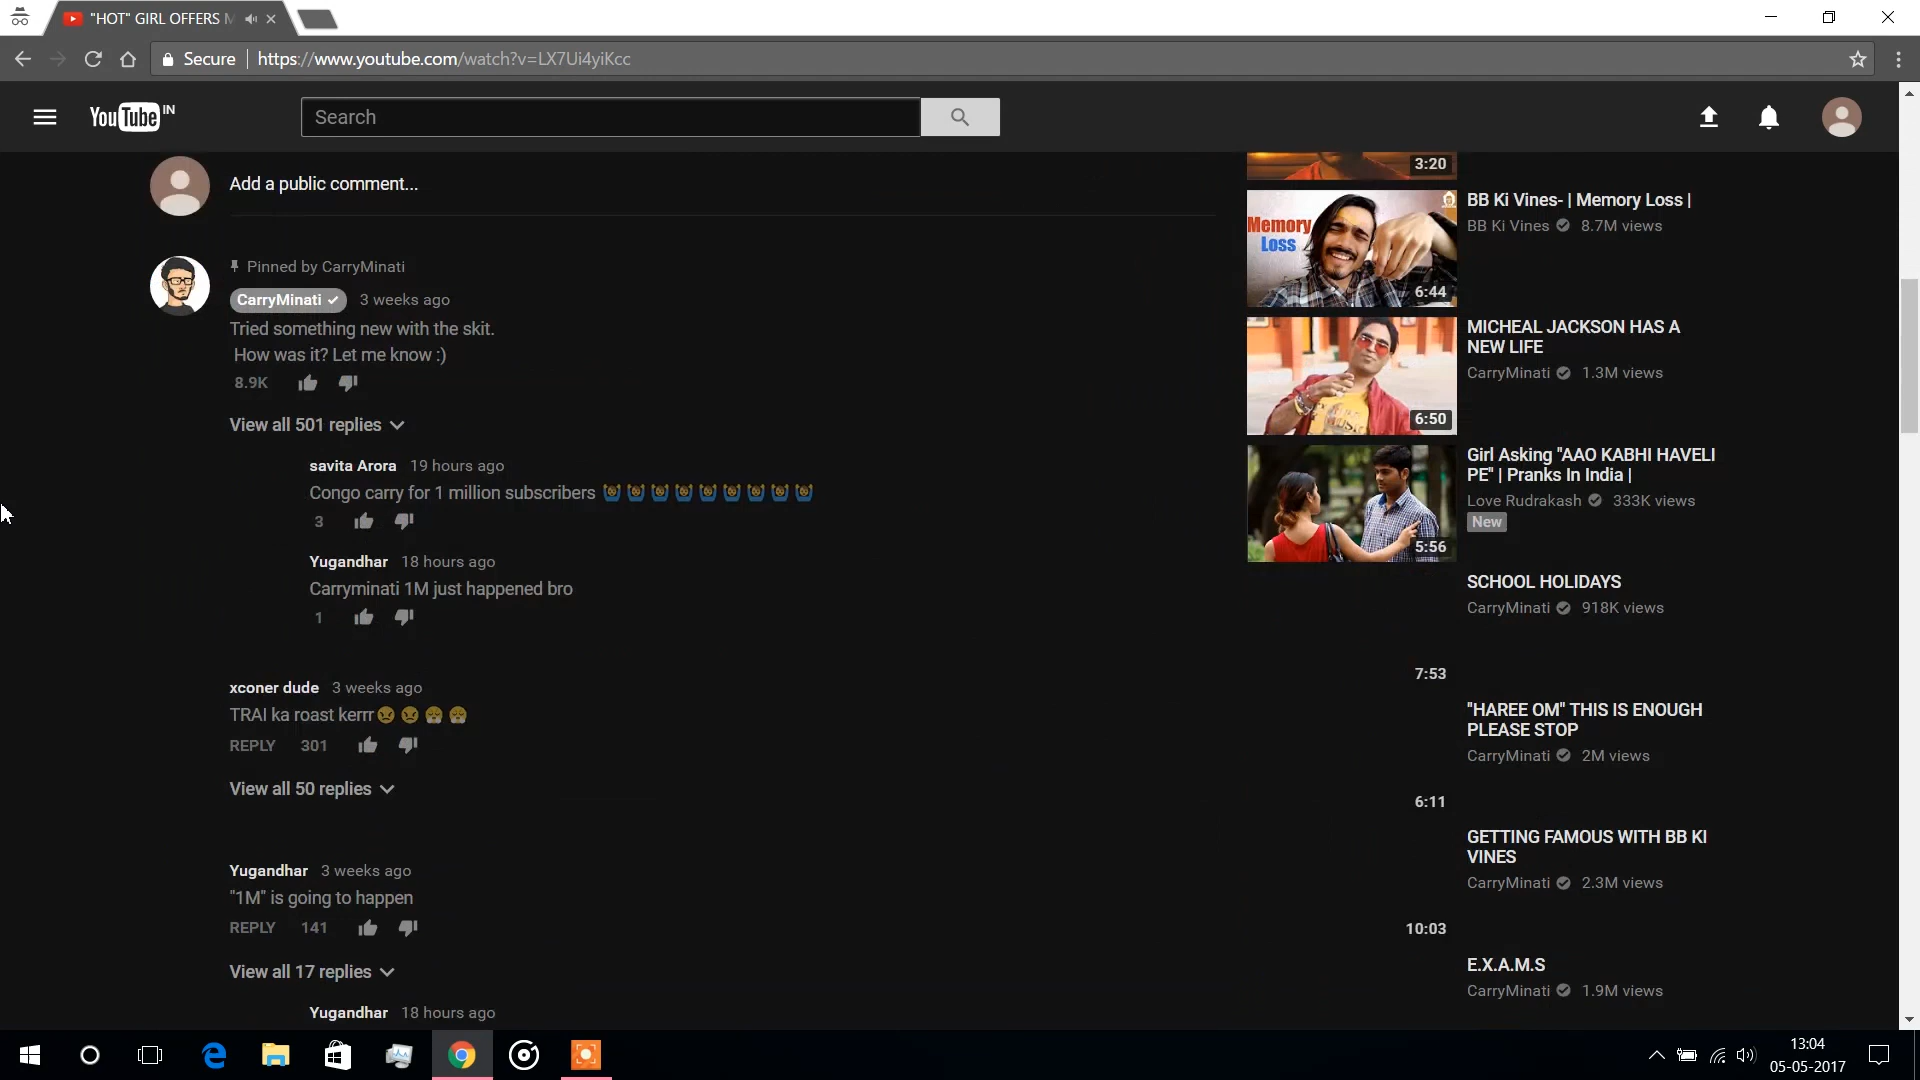 "HOT" GIRL OFFERS M
Secure
https://www.youtube.com/watch?v=LX7Ui4yiKcc
YouTube IN
Search
Add a public comment...
Pinned by CarryMinati
CarryMinati 3 weeks ago
Tried something new with the skit.
How was it? Let me know :)
8.9K
View all 501 replies
savita Arora 19 hours ago
Congo carry for 1 million subscribers 🙆🙆🙆🙆🙆🙆🙆🙆🙆
3
Yugandhar 18 hours ago
Carryminati 1M just happened bro
1
xconer dude 3 weeks ago
TRAI ka roast kerrr😠😠😤😤
REPLY 301
View all 50 replies
Yugandhar 3 weeks ago
"1M" is going to happen
REPLY 141
View all 17 replies
Yugandhar 18 hours ago
3:20
Memory
Loss
6:44
BB Ki Vines- | Memory Loss |
BB Ki Vines 8.7M views
6:50
MICHEAL JACKSON HAS A
NEW LIFE
CarryMinati 1.3M views
5:56
Girl Asking "AAO KABHI HAVELI
PE" | Pranks In India |
Love Rudrakash 333K views
New
SCHOOL HOLIDAYS
CarryMinati 918K views
7:53
"HAREE OM" THIS IS ENOUGH
PLEASE STOP
CarryMinati 2M views
6:11
GETTING FAMOUS WITH BB KI
VINES
CarryMinati 2.3M views
10:03
E.X.A.M.S
CarryMinati 1.9M views
13:04
05-05-2017